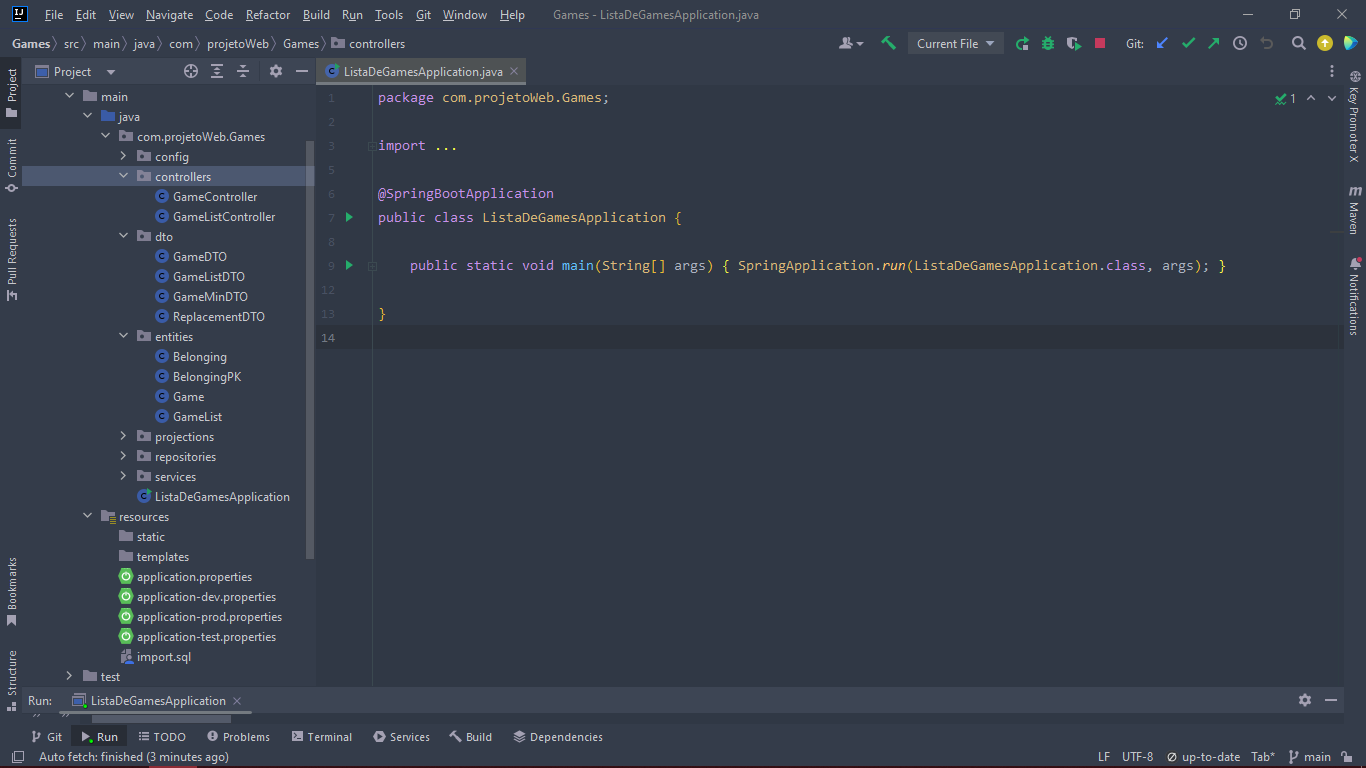 File Edit View Navigate Code Refactor Build Run Tools Git Window Help Games - ListaDeGamesApplication.java
Games src main java com projetoWeb Games controllers Current File Git:
Project
ListaDeGamesApplication.java
Project
Commit
Pull Requests
Bookmarks
Structure
main
java
com.projetoWeb.Games
config
controllers
GameController
GameListController
dto
GameDTO
GameListDTO
GameMinDTO
ReplacementDTO
entities
Belonging
BelongingPK
Game
GameList
projections
repositories
services
ListaDeGamesApplication
resources
static
templates
application.properties
application-dev.properties
application-prod.properties
application-test.properties
import.sql
test
1 package com.projetoWeb.Games;
2
3 import ...
5
6 @SpringBootApplication
7 public class ListaDeGamesApplication {
8
9 public static void main(String[] args) { SpringApplication.run(ListaDeGamesApplication.class, args); }
12
13 }
14
1
Key Promoter X
Maven
Notifications
Run: ListaDeGamesApplication
Git Run TODO Problems Terminal Services Build Dependencies
Auto fetch: finished (3 minutes ago) LF UTF-8 up-to-date Tab* main